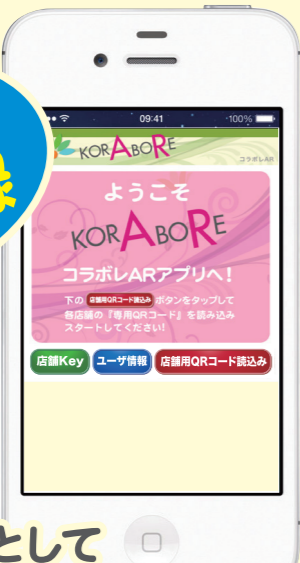 09:41
100%
KORABORE
コラボレAR
ようこそ
KORABORE
コラボレARアプリへ!
下の 店舗用QRコード読込み ボタンをタップして
各店舗の『専用QRコード』を読み込み
スタートしてください!
店舗Key ユーザ情報 店舗用QRコード読込み
として